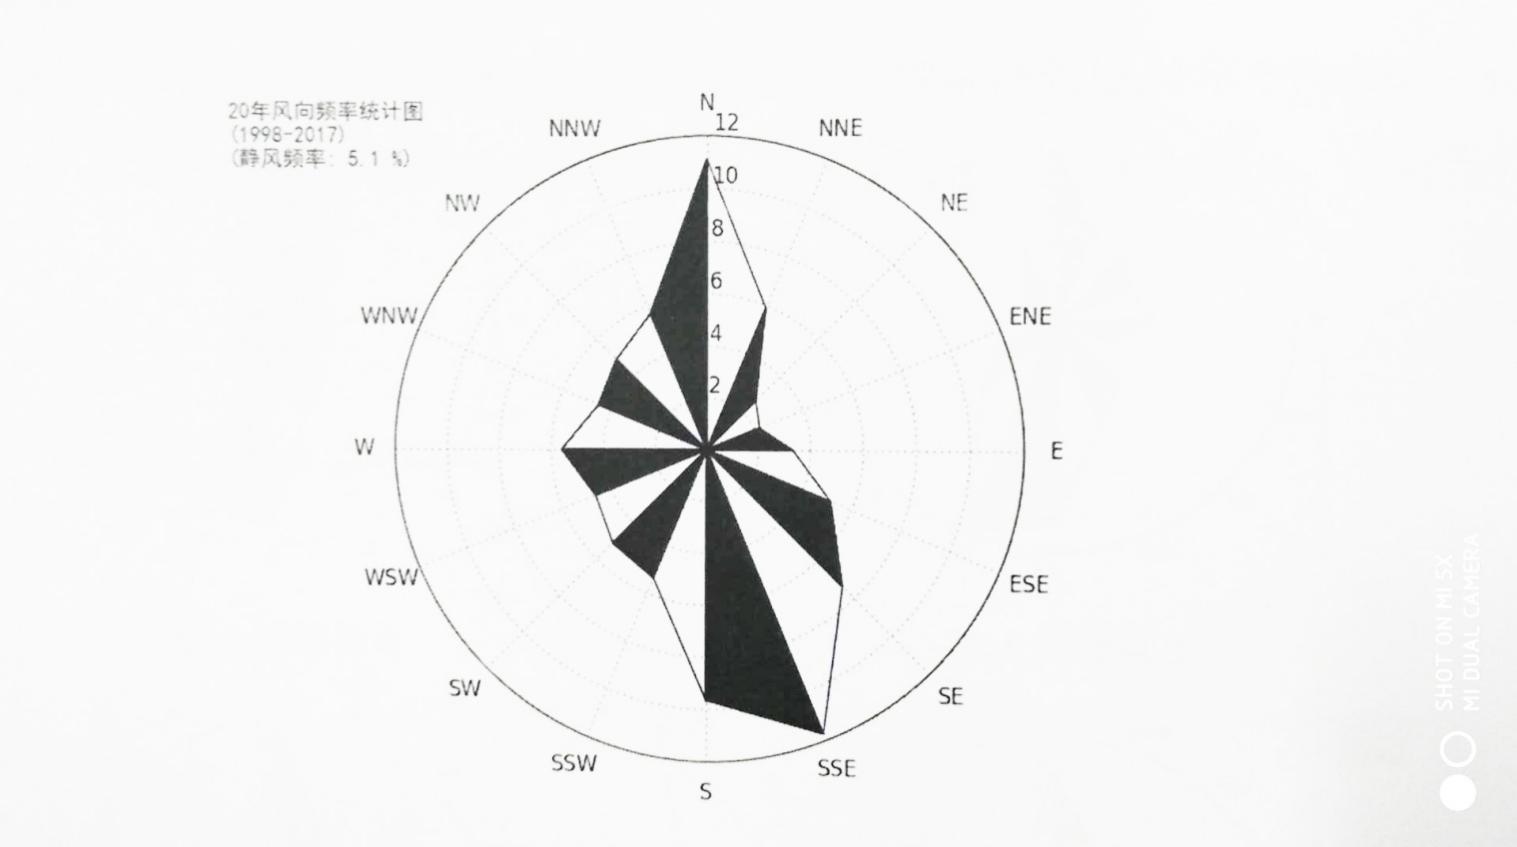 20年风向频率统计图
(1998-2017)
(静风频率: 5.1 %)
N
12
NNW
NNE
10
NW
NE
8
6
WNW
ENE
4
2
W
E
WSW
ESE
SW
SE
SSW
SSE
S
SHOT ON MI 5X
MI DUAL CAMERA